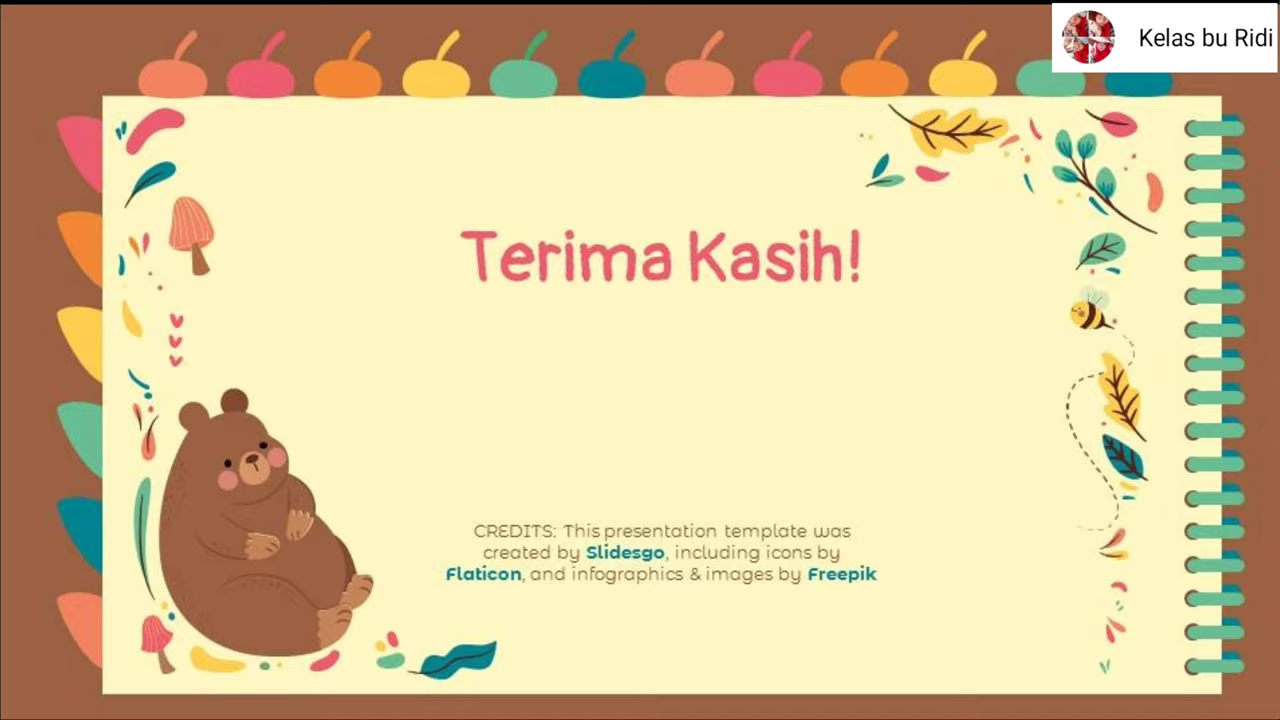 Kelas bu Ridi
Terima Kasih!
CREDITS: This presentation template was
created by Slidesgo, including icons by
Flaticon, and infographics & images by Freepik